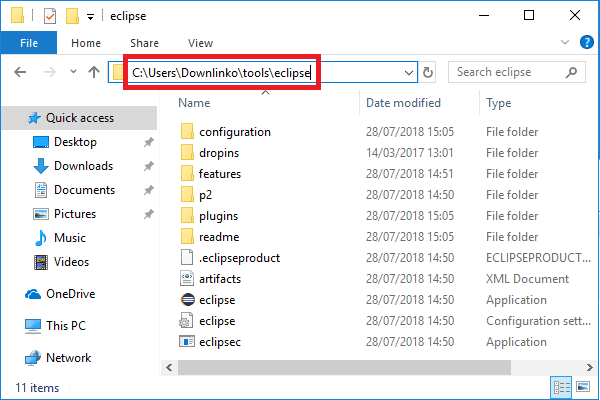 eclipse
File Home Share View
C:\Users\Downlinko\tools\eclipse Search eclipse
Name Date modified Type
Quick access
Desktop
Downloads
Documents
Pictures
Music
Videos
OneDrive
This PC
Network
configuration 28/07/2018 15:05 File folder
dropins 14/03/2017 13:01 File folder
features 28/07/2018 14:51 File folder
p2 28/07/2018 14:50 File folder
plugins 28/07/2018 15:05 File folder
readme 28/07/2018 15:05 File folder
.eclipseproduct 28/07/2018 14:50 ECLIPSEPRODUCT
artifacts 28/07/2018 14:50 XML Document
eclipse 28/07/2018 14:50 Application
eclipse 28/07/2018 14:50 Configuration sett...
eclipsec 28/07/2018 14:50 Application
11 items